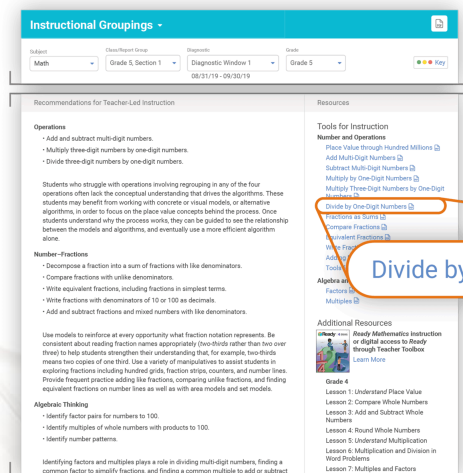 Instructional Groupings
Subject
Class/Report Group
Diagnostic
Grade
Math
Grade 5, Section 1
Diagnostic Window 1
Grade 5
Key
08/31/19 - 09/30/19
Recommendations for Teacher-Led Instruction
Operations
• Add and subtract multi-digit numbers.
• Multiply three-digit numbers by one-digit numbers.
• Divide three-digit numbers by one-digit numbers.
Students who struggle with operations involving regrouping in any of the four
operations often lack the conceptual understanding that drives the algorithms. These
students may benefit from working with concrete or visual models, or alternative
algorithms, in order to focus on the place value concepts behind the process. Once
students understand why the process works, they can be guided to see the relationship
between the models and algorithms, and eventually use a more efficient algorithm
alone.
Number–Fractions
• Decompose a fraction into a sum of fractions with like denominators.
• Compare fractions with unlike denominators.
• Write equivalent fractions, including fractions in simplest terms.
• Write fractions with denominators of 10 or 100 as decimals.
• Add and subtract fractions and mixed numbers with like denominators.
Use models to reinforce at every opportunity what fraction notation represents. Be
consistent about reading fraction names appropriately (two-thirds rather than two over
three) to help students strengthen their understanding that, for example, two-thirds
means two copies of one third. Use a variety of manipulatives to assist students in
exploring fractions including hundred grids, fraction strips, counters, and number lines.
Provide frequent practice adding like fractions, comparing unlike fractions, and finding
equivalent fractions on number lines as well as with area models and set models.
Algebraic Thinking
• Identify factor pairs for numbers to 100.
• Identify multiples of whole numbers with products to 100.
• Identify number patterns.
Identifying factors and multiples plays a role in dividing multi-digit numbers, finding a
common factor to simplify fractions, and finding a common multiple to add or subtract
Resources
Tools for Instruction
Number and Operations
Place Value through Hundred Millions
Add Multi-Digit Numbers
Subtract Multi-Digit Numbers
Multiply by One-Digit Numbers
Multiply Three-Digit Numbers by One-Digit
Numbers
Divide by One-Digit Numbers
Fractions as Sums
Compare Fractions
Equivalent Fractions
Write Fract
Adding
Tools
Divide by
Algebra an
Factors
Multiples
Additional Resources
Ready Mathematics instruction
or digital access to Ready
through Teacher Toolbox
Learn More
Grade 4
Lesson 1: Understand Place Value
Lesson 2: Compare Whole Numbers
Lesson 3: Add and Subtract Whole
Numbers
Lesson 4: Round Whole Numbers
Lesson 5: Understand Multiplication
Lesson 6: Multiplication and Division in
Word Problems
Lesson 7: Multiples and Factors